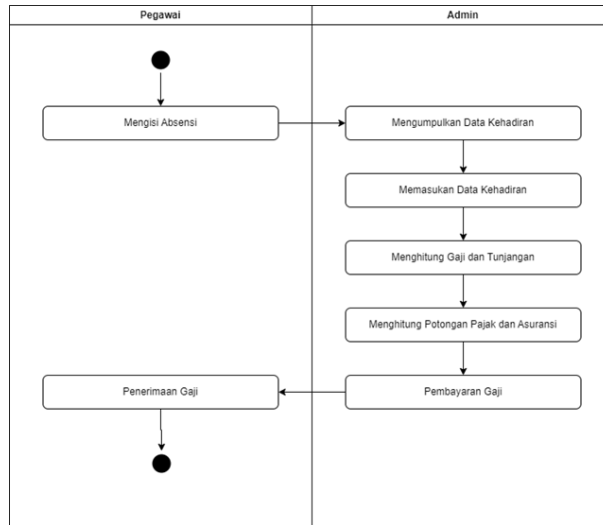 Pegawai
Admin
Mengisi Absensi
Mengumpulkan Data Kehadiran
Memasukan Data Kehadiran
Menghitung Gaji dan Tunjangan
Menghitung Potongan Pajak dan Asuransi
Penerimaan Gaji
Pembayaran Gaji